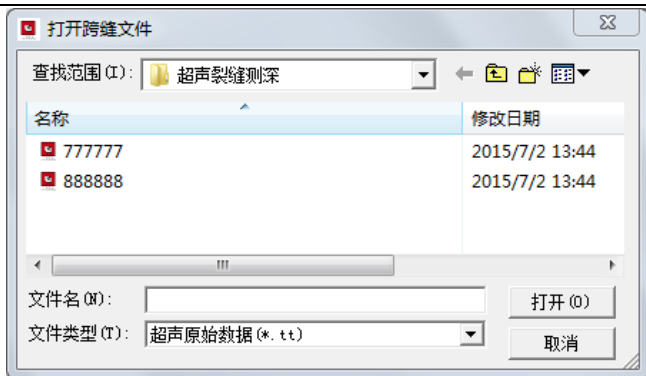 打开跨缝文件
查找范围(I): 超声裂缝测深
名称 修改日期
777777 2015/7/2 13:44
888888 2015/7/2 13:44
文件名(N): 打开(O)
文件类型(T): 超声原始数据(*.tt) 取消